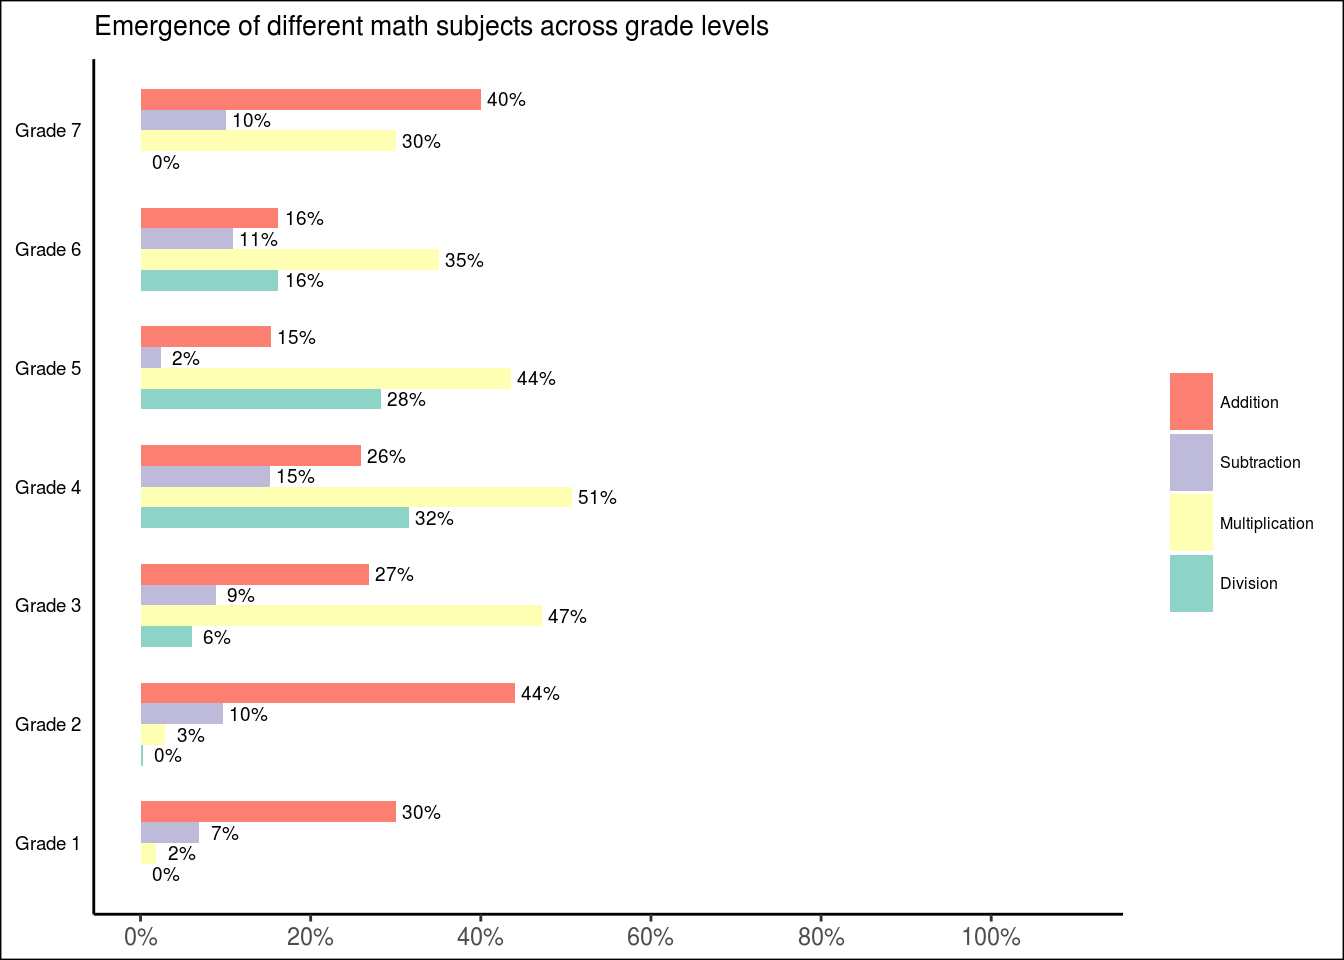 Emergence of different math subjects across grade levels
Grade 7
40%
10%
30%
0%
Grade 6
16%
11%
35%
16%
Grade 5
15%
2%
44%
28%
Grade 4
26%
15%
51%
32%
Grade 3
27%
9%
47%
6%
Grade 2
44%
10%
3%
0%
Grade 1
30%
7%
2%
0%
0% 20% 40% 60% 80% 100%
Addition
Subtraction
Multiplication
Division